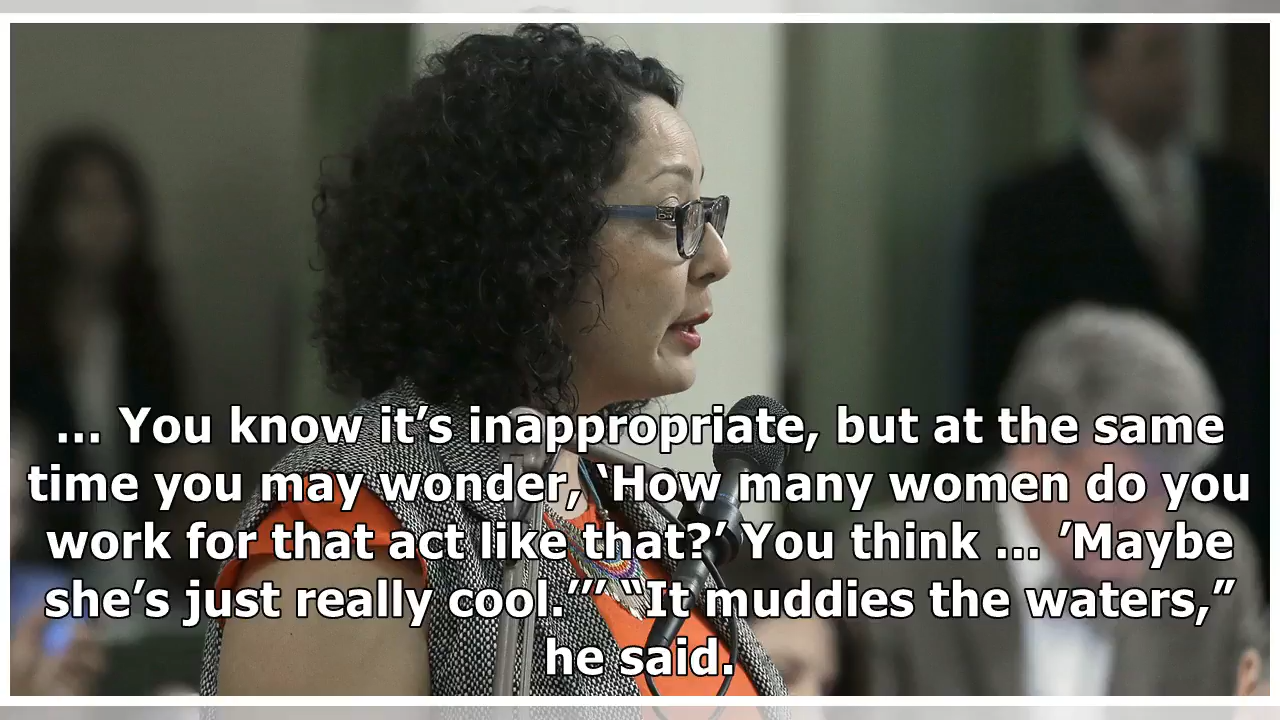 ... You know it’s inappropriate, but at the same
time you may wonder, ‘How many women do you
work for that act like that?’ You think ... ’Maybe
she’s just really cool.’” “It muddies the waters,”
he said.